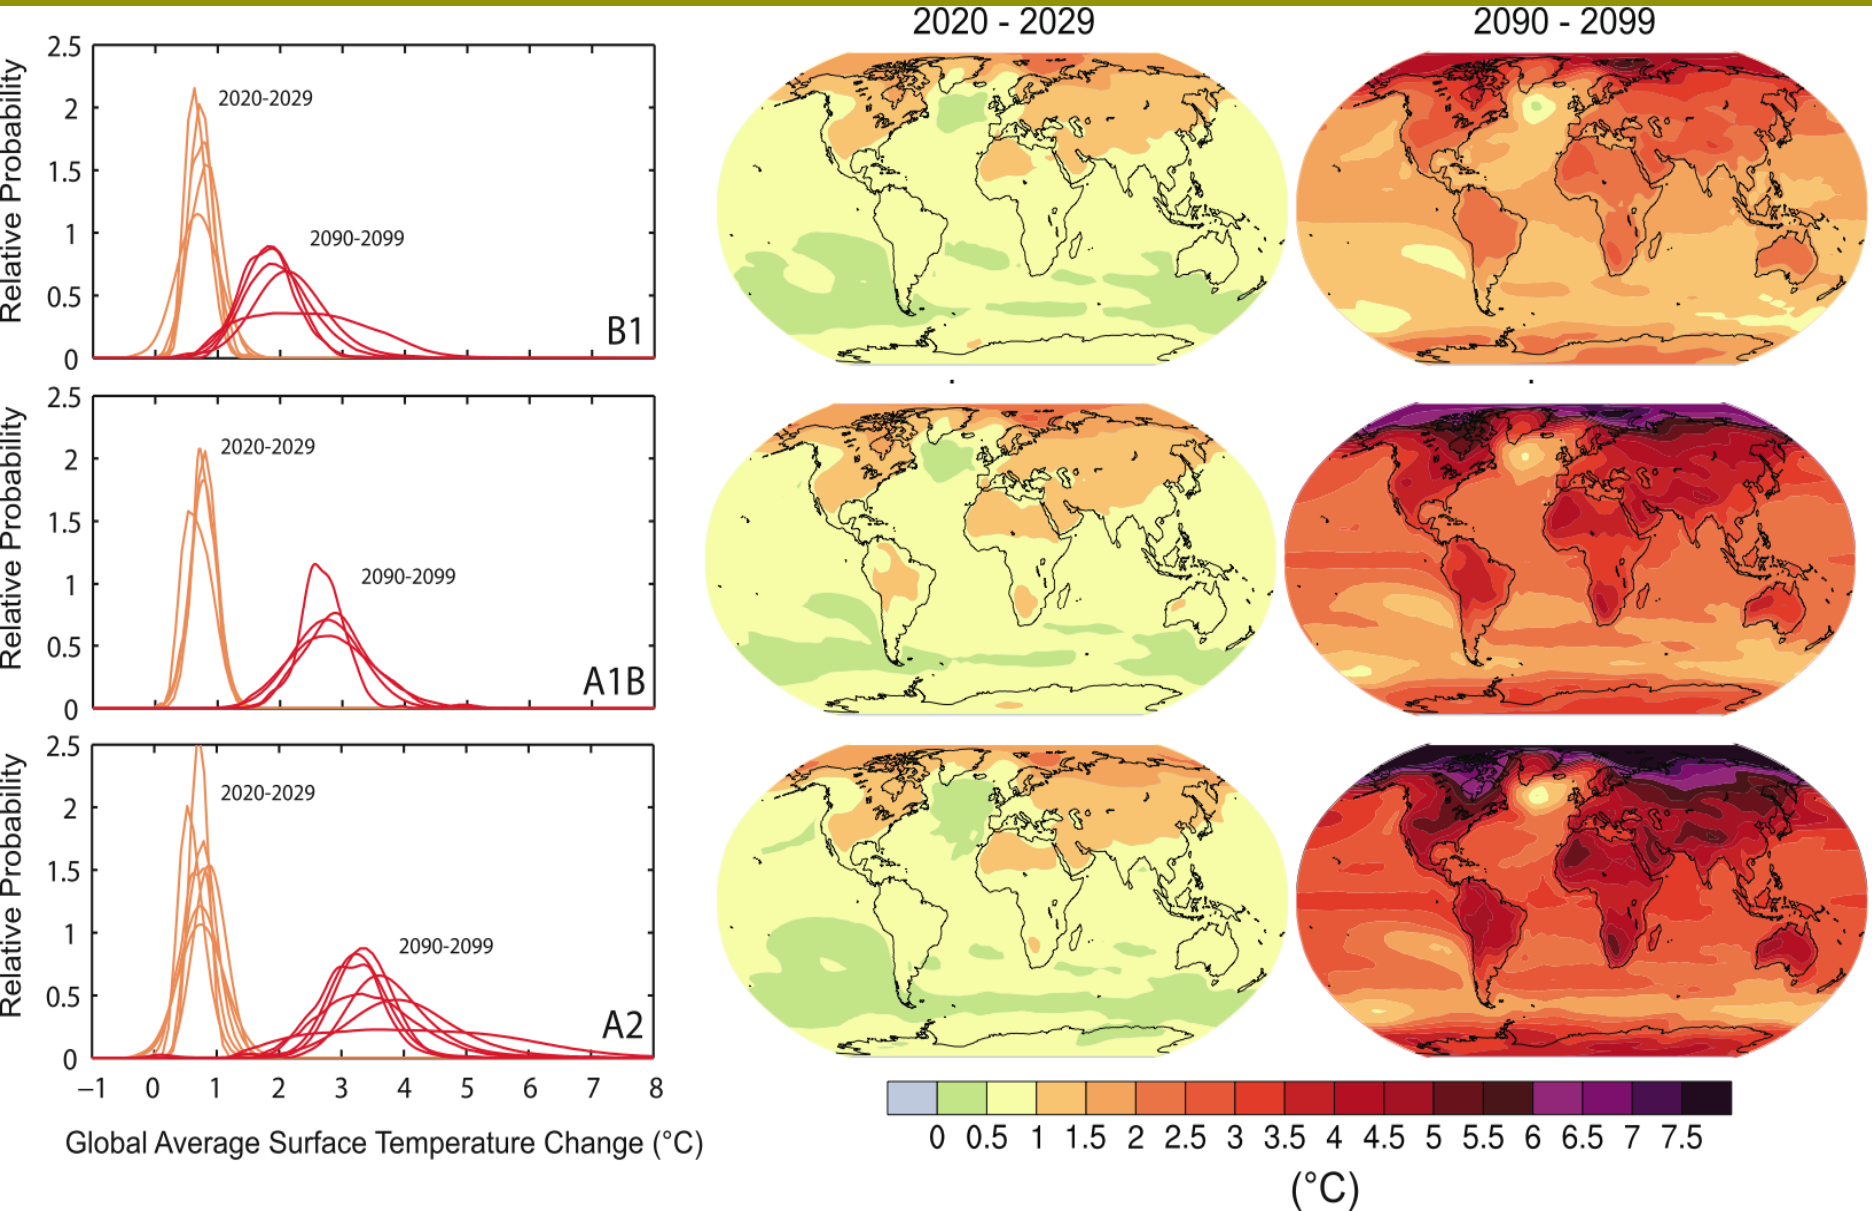 2020 - 2029
2090 - 2099
2.5
2
1.5
1
0.5
0
Relative Probability
2020-2029
2090-2099
B1
2.5
2
1.5
1
0.5
0
Relative Probability
2020-2029
2090-2099
A1B
2.5
2
1.5
1
0.5
0
Relative Probability
2020-2029
2090-2099
A2
−1 0 1 2 3 4 5 6 7 8
Global Average Surface Temperature Change (°C)
0 0.5 1 1.5 2 2.5 3 3.5 4 4.5 5 5.5 6 6.5 7 7.5
(°C)